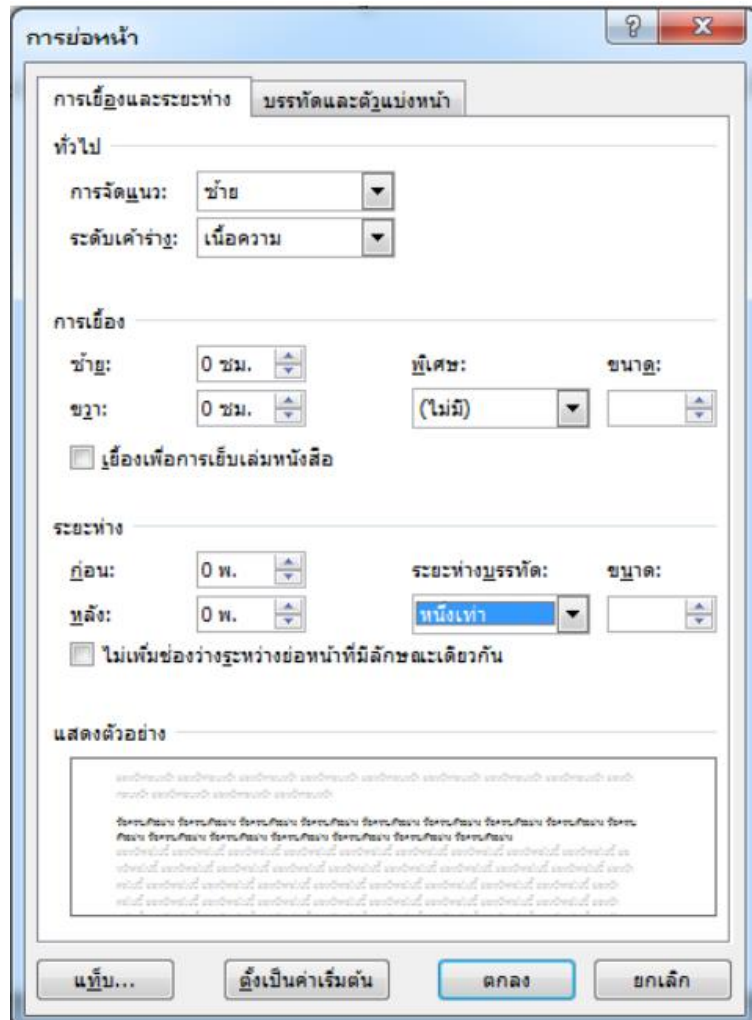 การย่อหน้า
การเยื้องและระยะห่าง บรรทัดและตัวแบ่งหน้า
ทั่วไป
การจัดแนว: ซ้าย
ระดับเค้าร่าง: เนื้อความ
การเยื้อง
ซ้าย: 0 ซม. พิเศษ: ขนาด:
ขวา: 0 ซม. (ไม่มี)
เยื้องเพื่อการเย็บเล่มหนังสือ
ระยะห่าง
ก่อน: 0 พ. ระยะห่างบรรทัด: ขนาด:
หลัง: 0 พ. หนึ่งเท่า
ไม่เพิ่มช่องว่างระหว่างย่อหน้าที่มีลักษณะเดียวกัน
แสดงตัวอย่าง
แท็บ... ตั้งเป็นค่าเริ่มต้น ตกลง ยกเลิก